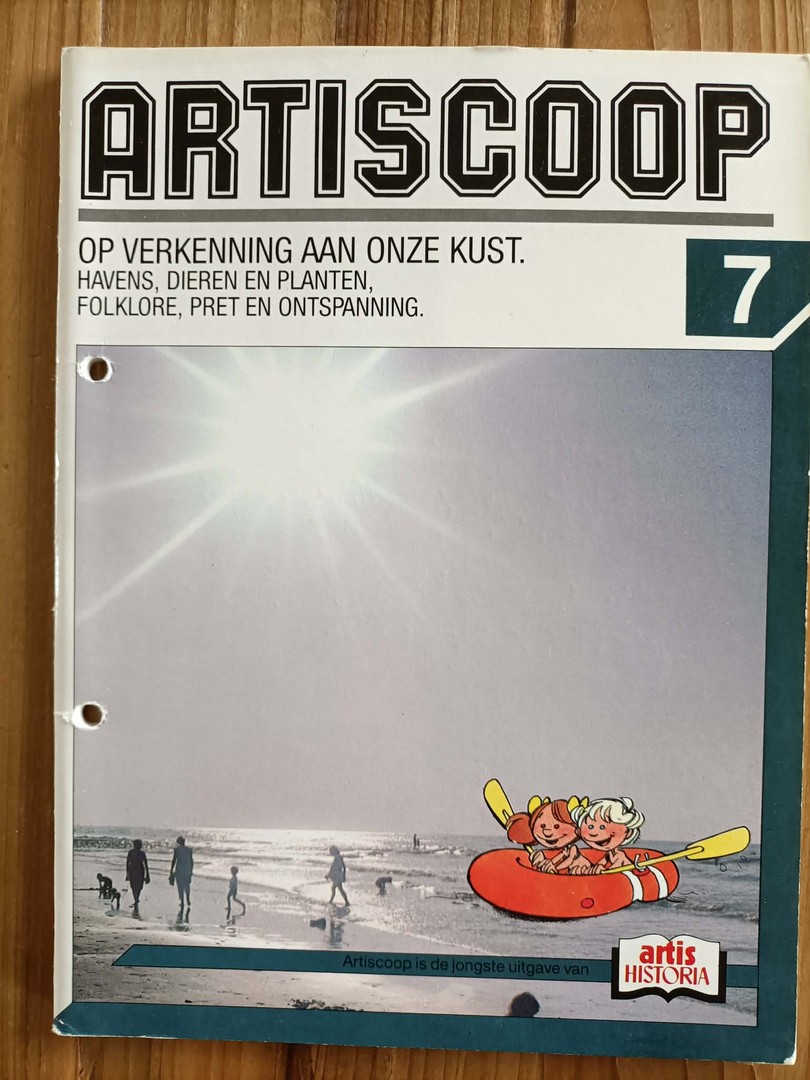 ARTISCOOP
OP VERKENNING AAN ONZE KUST.
HAVENS, DIEREN EN PLANTEN,
FOLKLORE, PRET EN ONTSPANNING.
7
Artiscoop is de jongste uitgave van
artis
HISTORIA